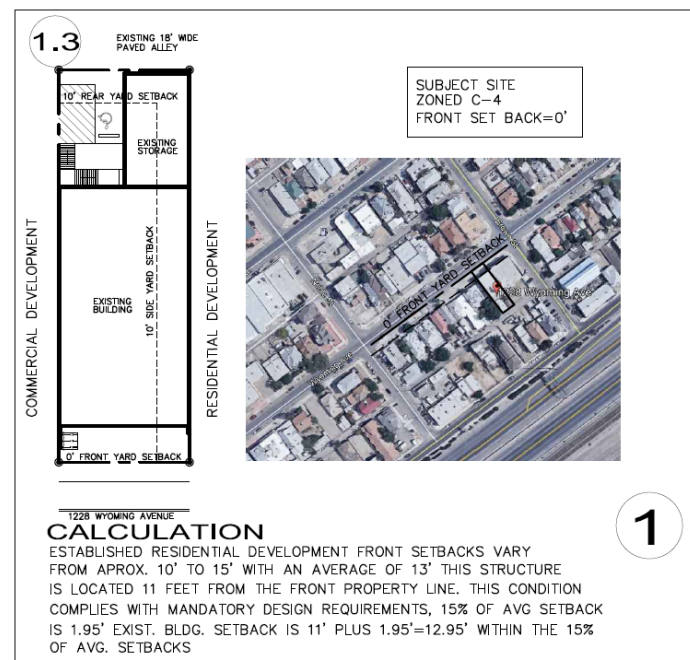 1.3
EXISTING 18' WIDE
PAVED ALLEY
10' REAR YARD SETBACK
EXISTING
STORAGE
COMMERCIAL DEVELOPMENT
EXISTING
BUILDING
10' SIDE YARD SETBACK
RESIDENTIAL DEVELOPMENT
0' FRONT YARD SETBACK
1228 WYOMING AVENUE
SUBJECT SITE
ZONED C-4
FRONT SET BACK=0'
0' FRONT YARD SETBACK
1228 Wyoming Ave
Wyoming Ave
1
CALCULATION
ESTABLISHED RESIDENTIAL DEVELOPMENT FRONT SETBACKS VARY
FROM APROX. 10' TO 15' WITH AN AVERAGE OF 13' THIS STRUCTURE
IS LOCATED 11 FEET FROM THE FRONT PROPERTY LINE. THIS CONDITION
COMPLIES WITH MANDATORY DESIGN REQUIREMENTS, 15% OF AVG SETBACK
IS 1.95' EXIST. BLDG. SETBACK IS 11' PLUS 1.95'=12.95' WITHIN THE 15%
OF AVG. SETBACKS